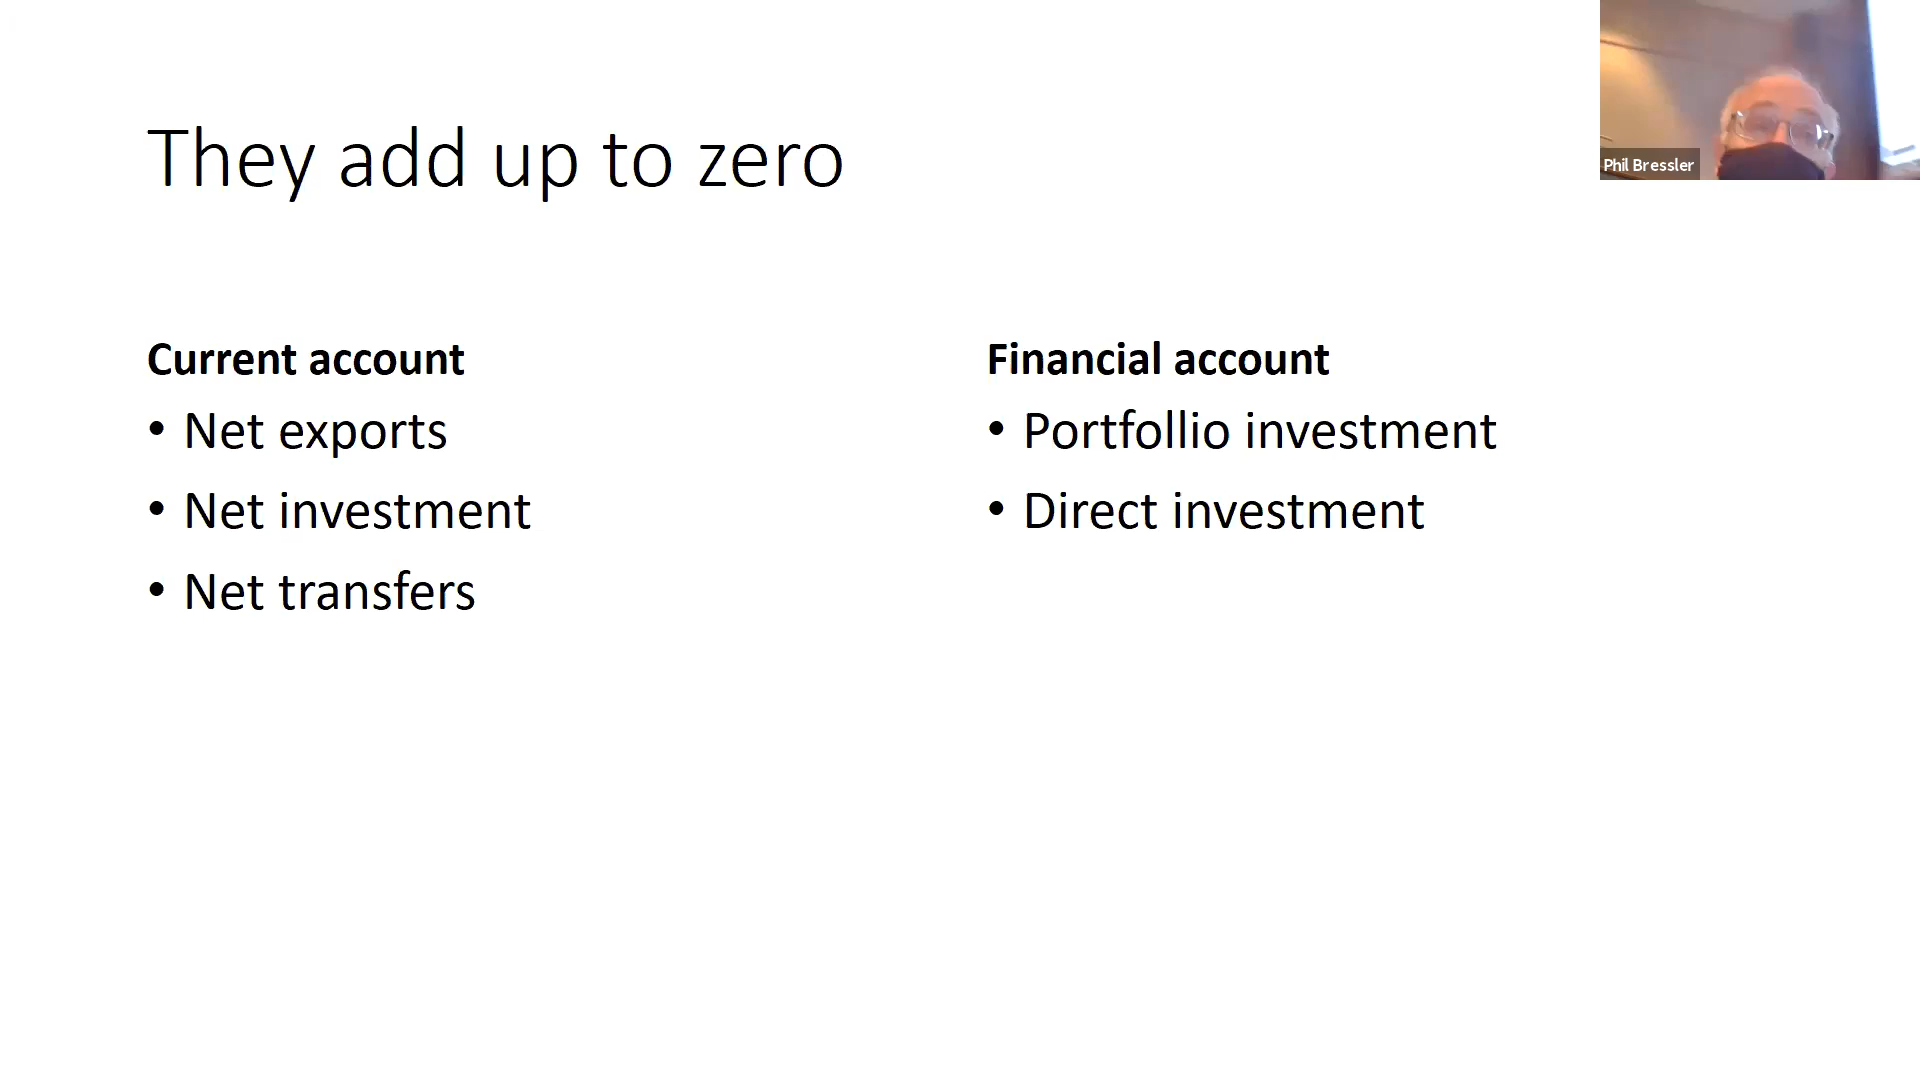 They add up to zero
Phil Bressler
Current account
• Net exports
• Net investment
• Net transfers
Financial account
• Portfollio investment
• Direct investment